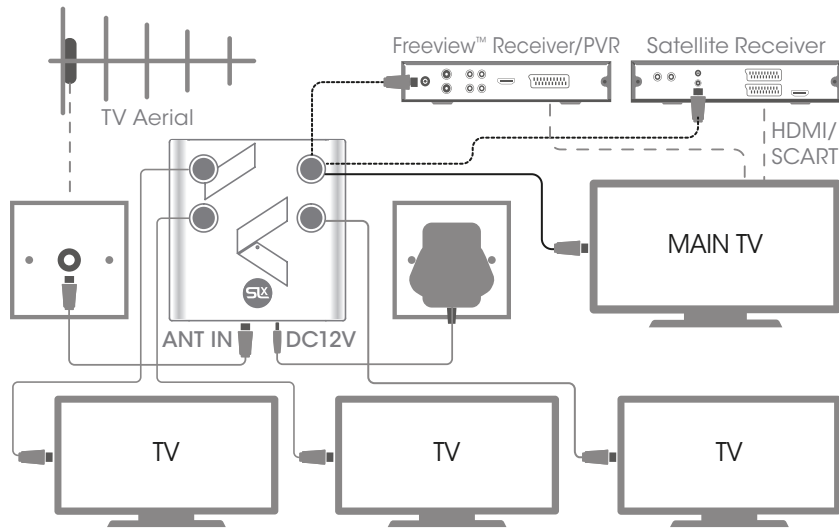 Freeview™ Receiver/PVR
Satellite Receiver
TV Aerial
HDMI/
SCART
MAIN TV
SLx
ANT IN
DC12V
TV
TV
TV